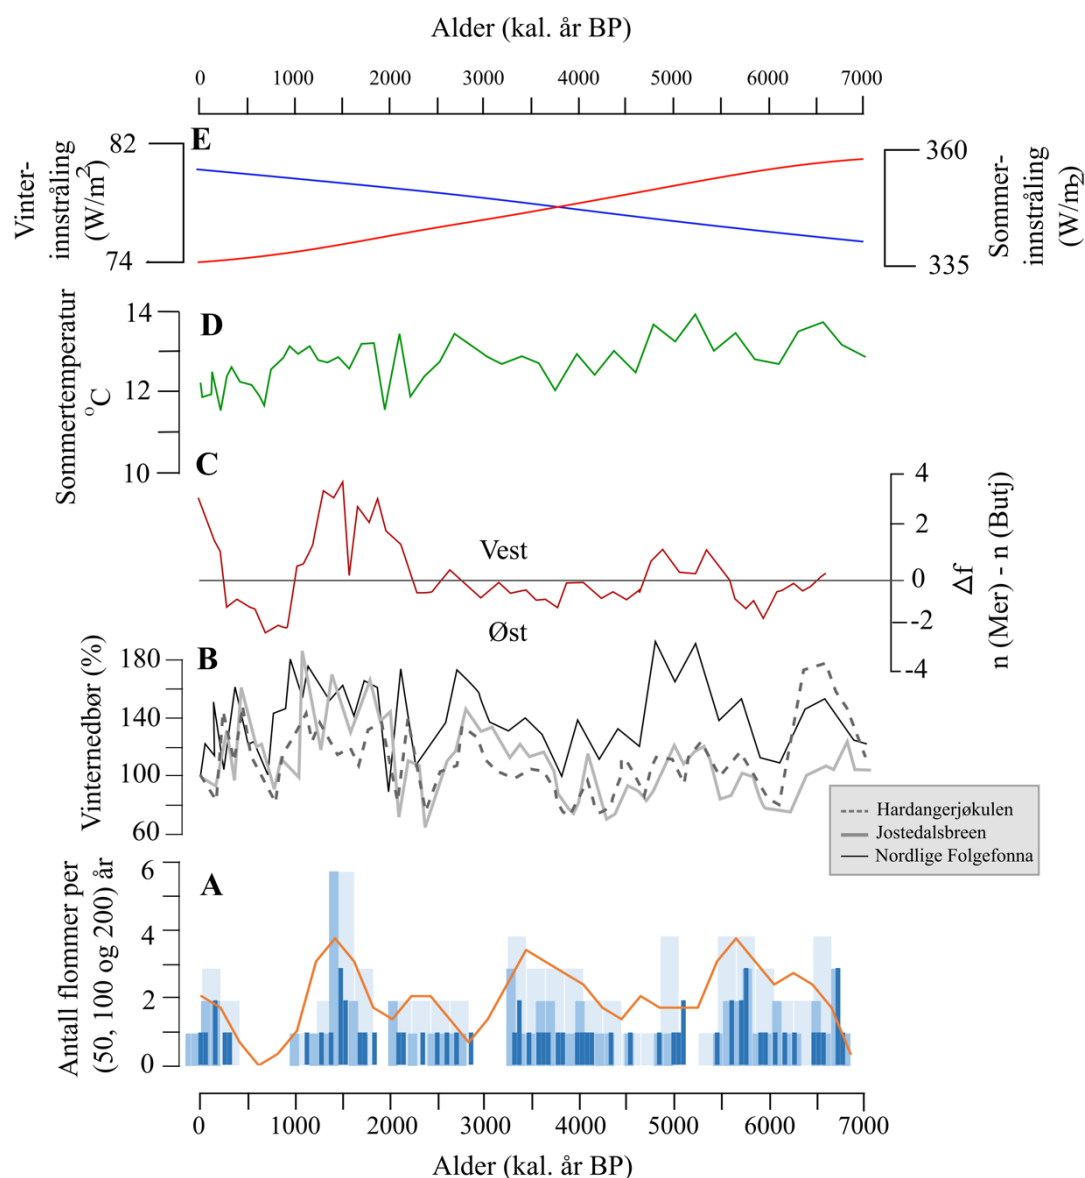 Alder (kal. år BP)
0 1000 2000 3000 4000 5000 6000 7000
E
82
74
Vinter-
innstråling
(W/m2)
360
335
Sommer-
innstråling
(W/m2)
D
14
12
10
Sommertemperatur
°C
C
Vest
Øst
4
2
0
-2
-4
Δf
n (Mer) - n (Butj)
B
180
140
100
60
Vinternedbør (%)
Hardangerjøkulen
Jostedalsbreen
Nordlige Folgefonna
A
6
4
2
0
Antall flommer per
(50, 100 og 200) år
0 1000 2000 3000 4000 5000 6000 7000
Alder (kal. år BP)